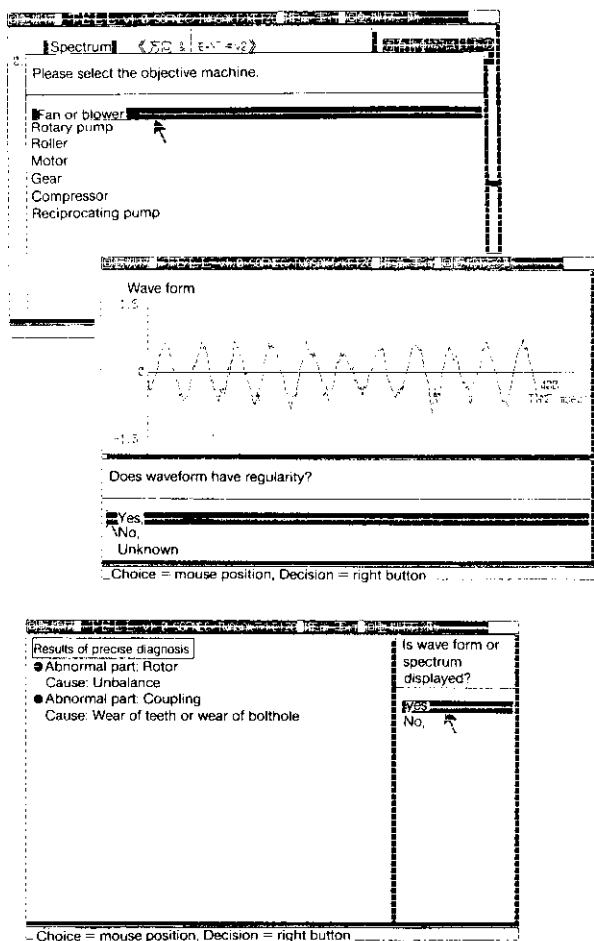 Spectrum
Please select the objective machine.
Fan or blower
Rotary pump
Roller
Motor
Gear
Compressor
Reciprocating pump
Wave form
1.5
0
400
-1.5
Does waveform have regularity?
Yes,
No,
Unknown
Choice = mouse position, Decision = right button
Results of precise diagnosis
Abnormal part: Rotor
Cause: Unbalance
Abnormal part: Coupling
Cause: Wear of teeth or wear of bolthole
Is wave form or
spectrum
displayed?
yes
No,
Choice = mouse position, Decision = right button